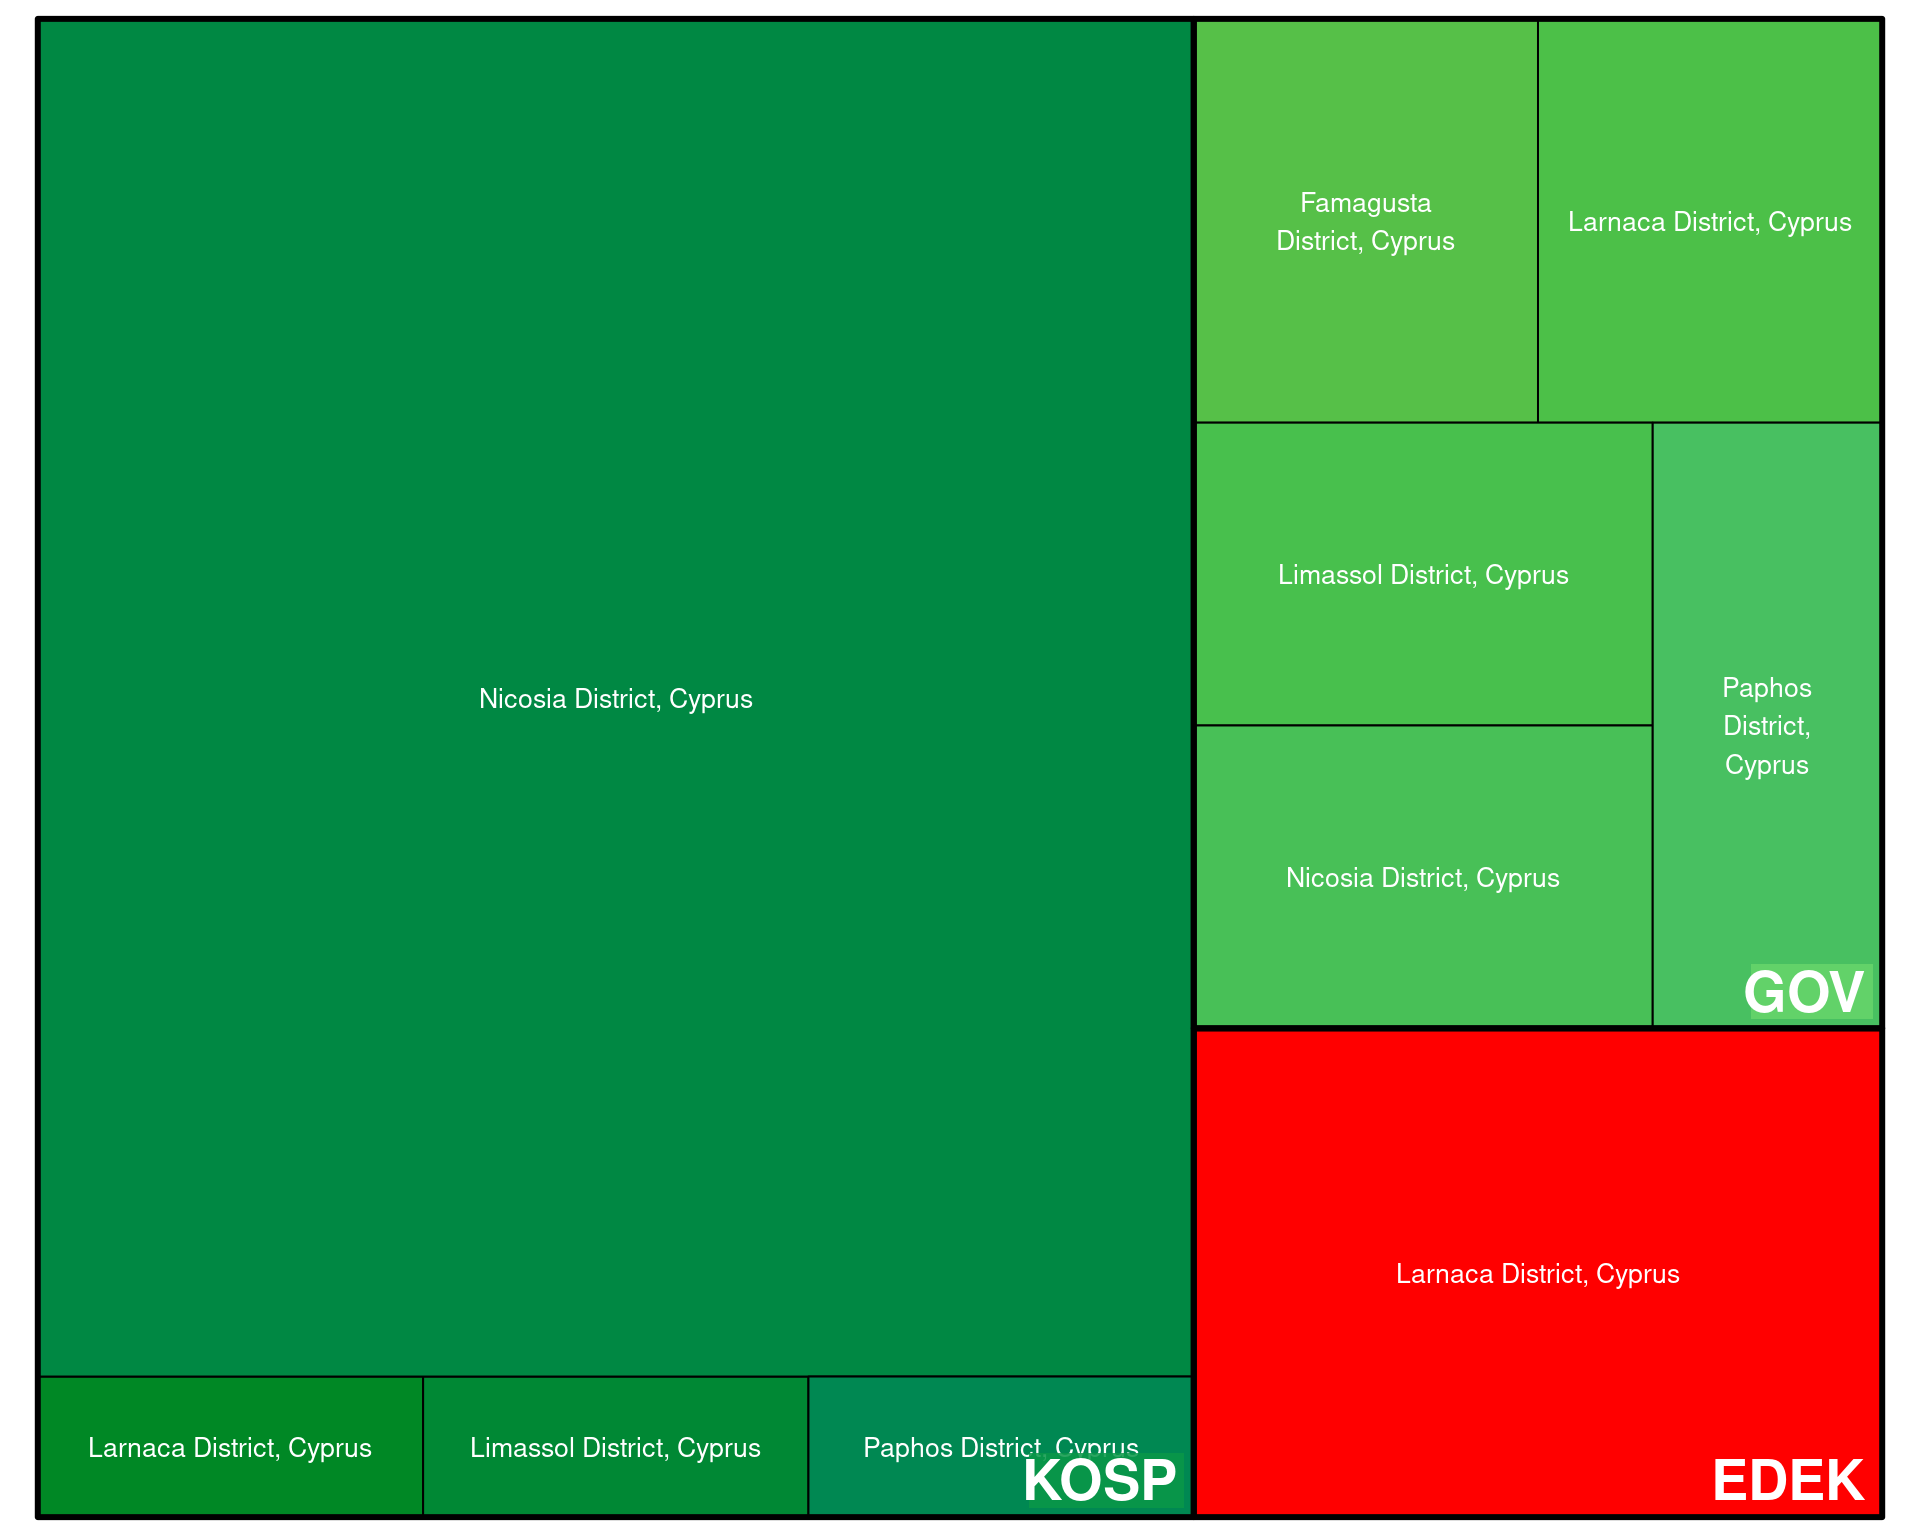 Famagusta
District, Cyprus
Larnaca District, Cyprus
Limassol District, Cyprus
Nicosia District, Cyprus
Paphos
District,
Cyprus
Nicosia District, Cyprus
GOV
Larnaca District, Cyprus
Larnaca District, Cyprus
Limassol District, Cyprus
Paphos District, Cyprus
KOSP
EDEK